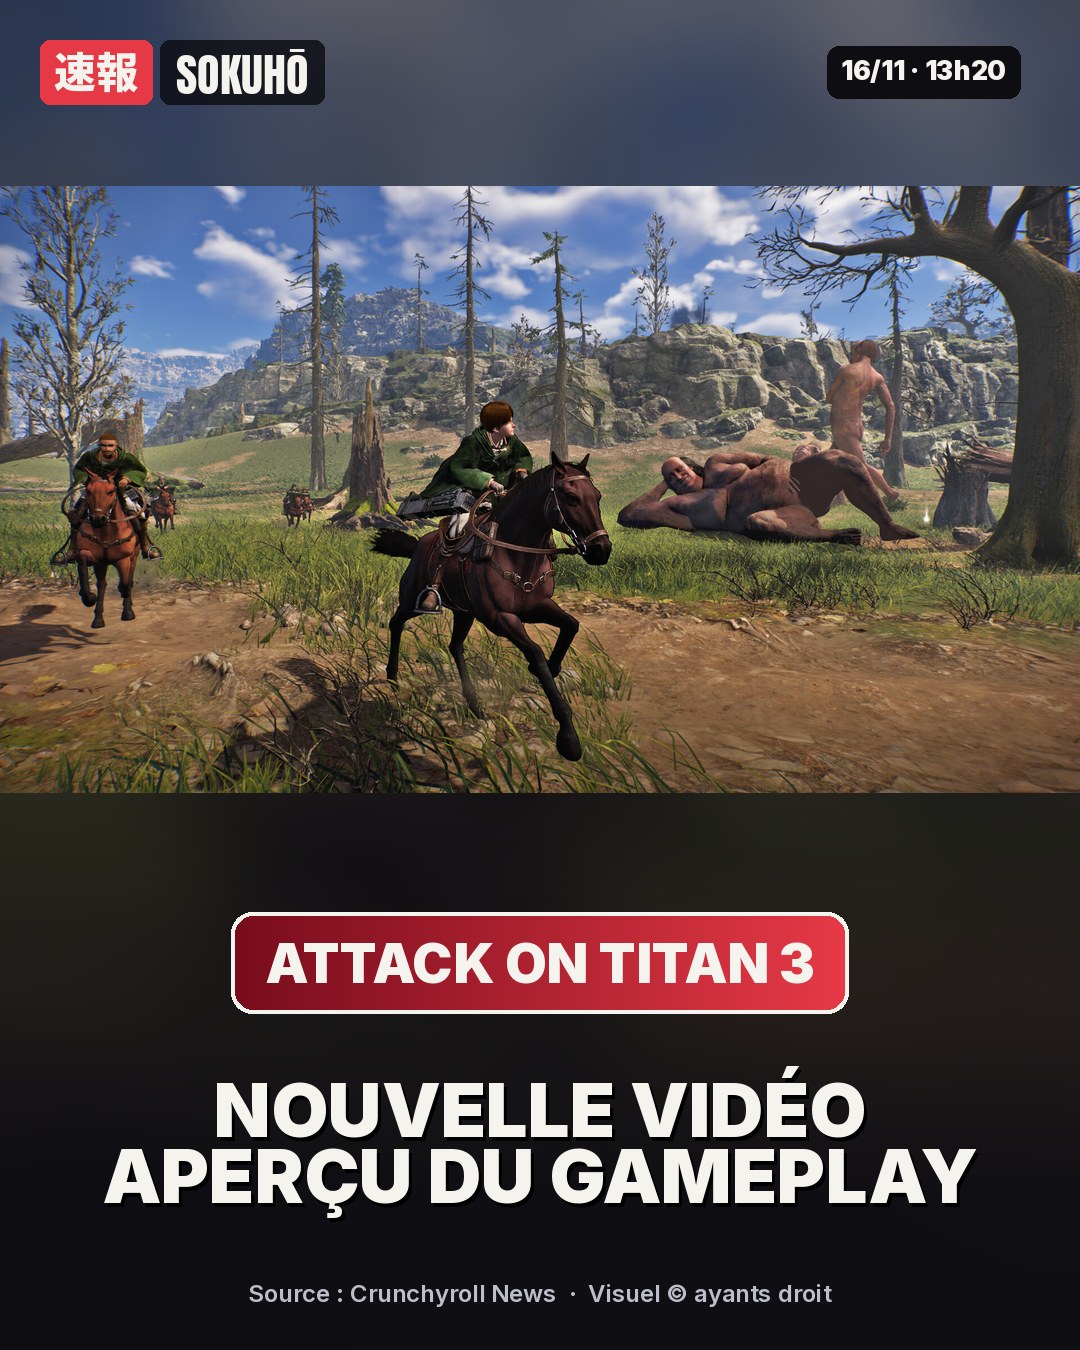 速報 SOKUHŌ
16/11 · 13h20
ATTACK ON TITAN 3
NOUVELLE VIDÉO
APERÇU DU GAMEPLAY
Source : Crunchyroll News · Visuel © ayants droit